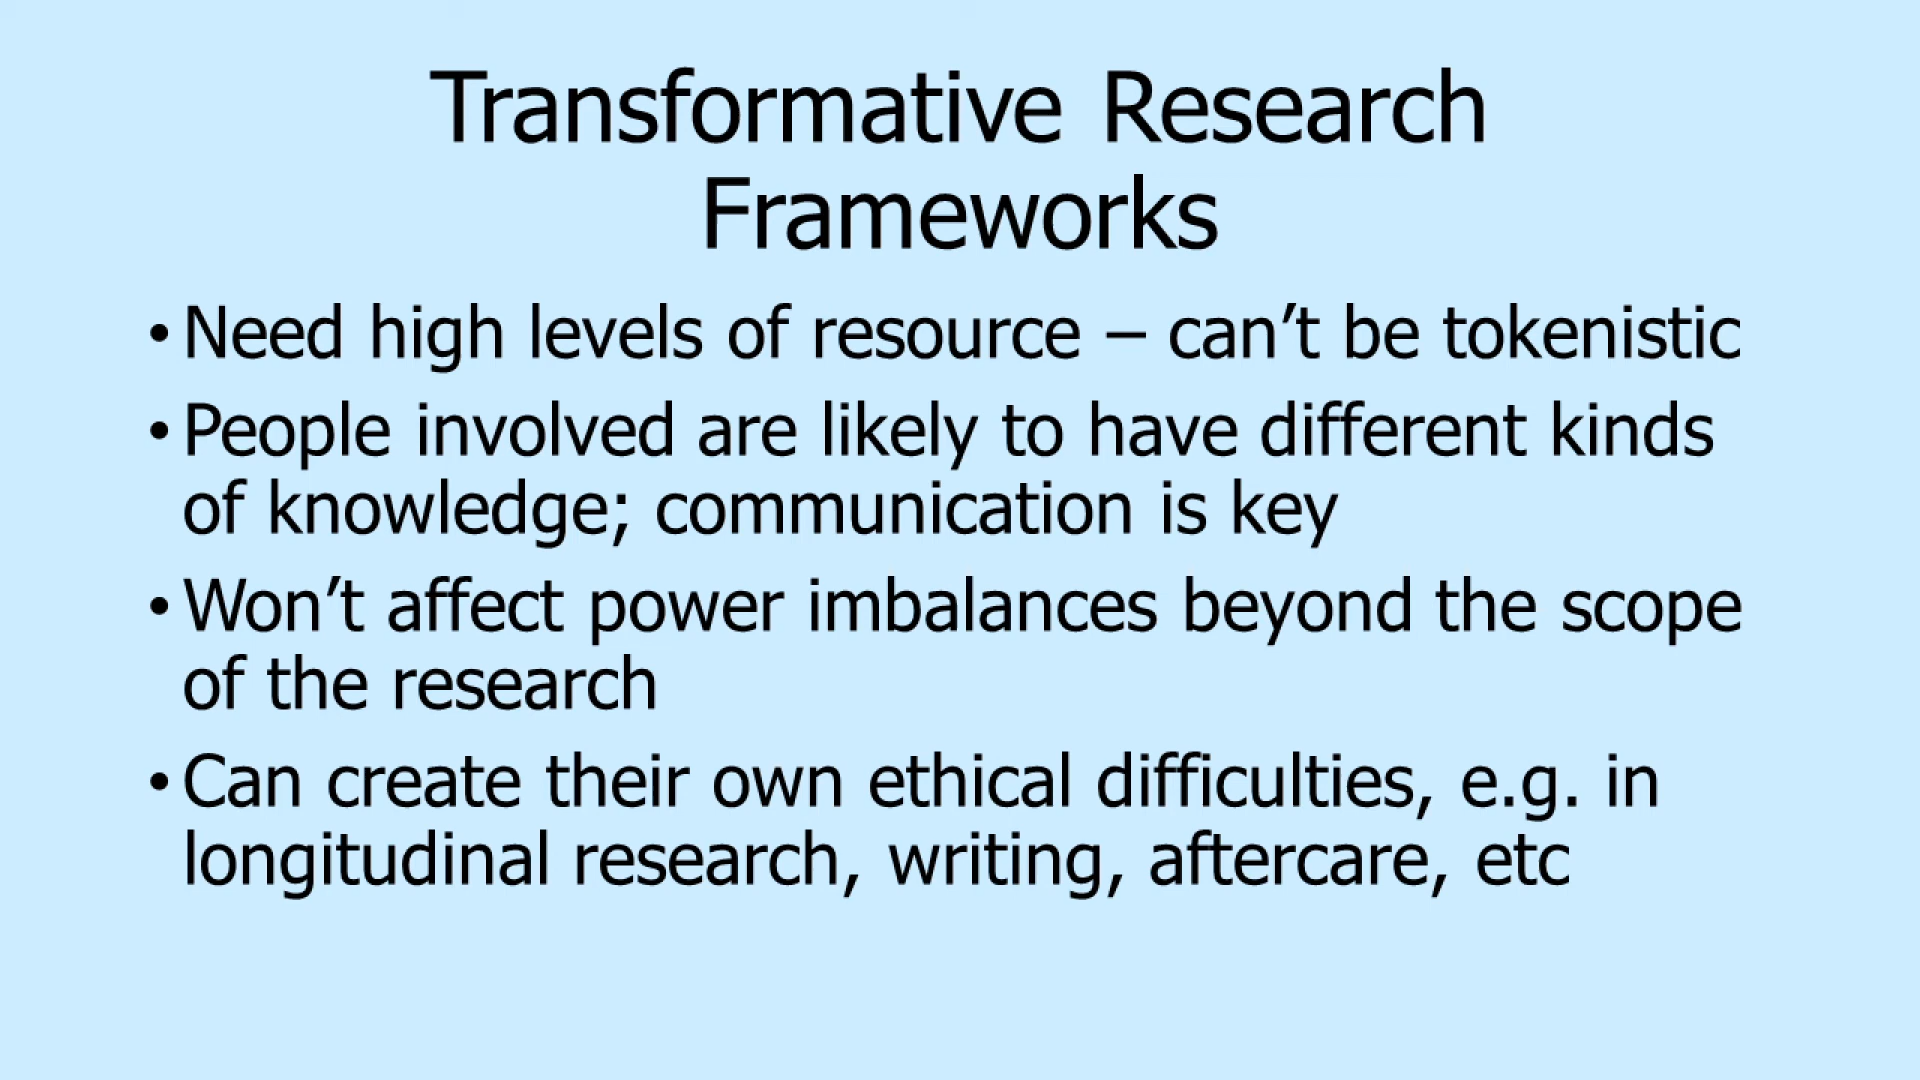 Transformative Research
Frameworks
•Need high levels of resource – can’t be tokenistic
•People involved are likely to have different kinds
of knowledge; communication is key
•Won’t affect power imbalances beyond the scope
of the research
•Can create their own ethical difficulties, e.g. in
longitudinal research, writing, aftercare, etc